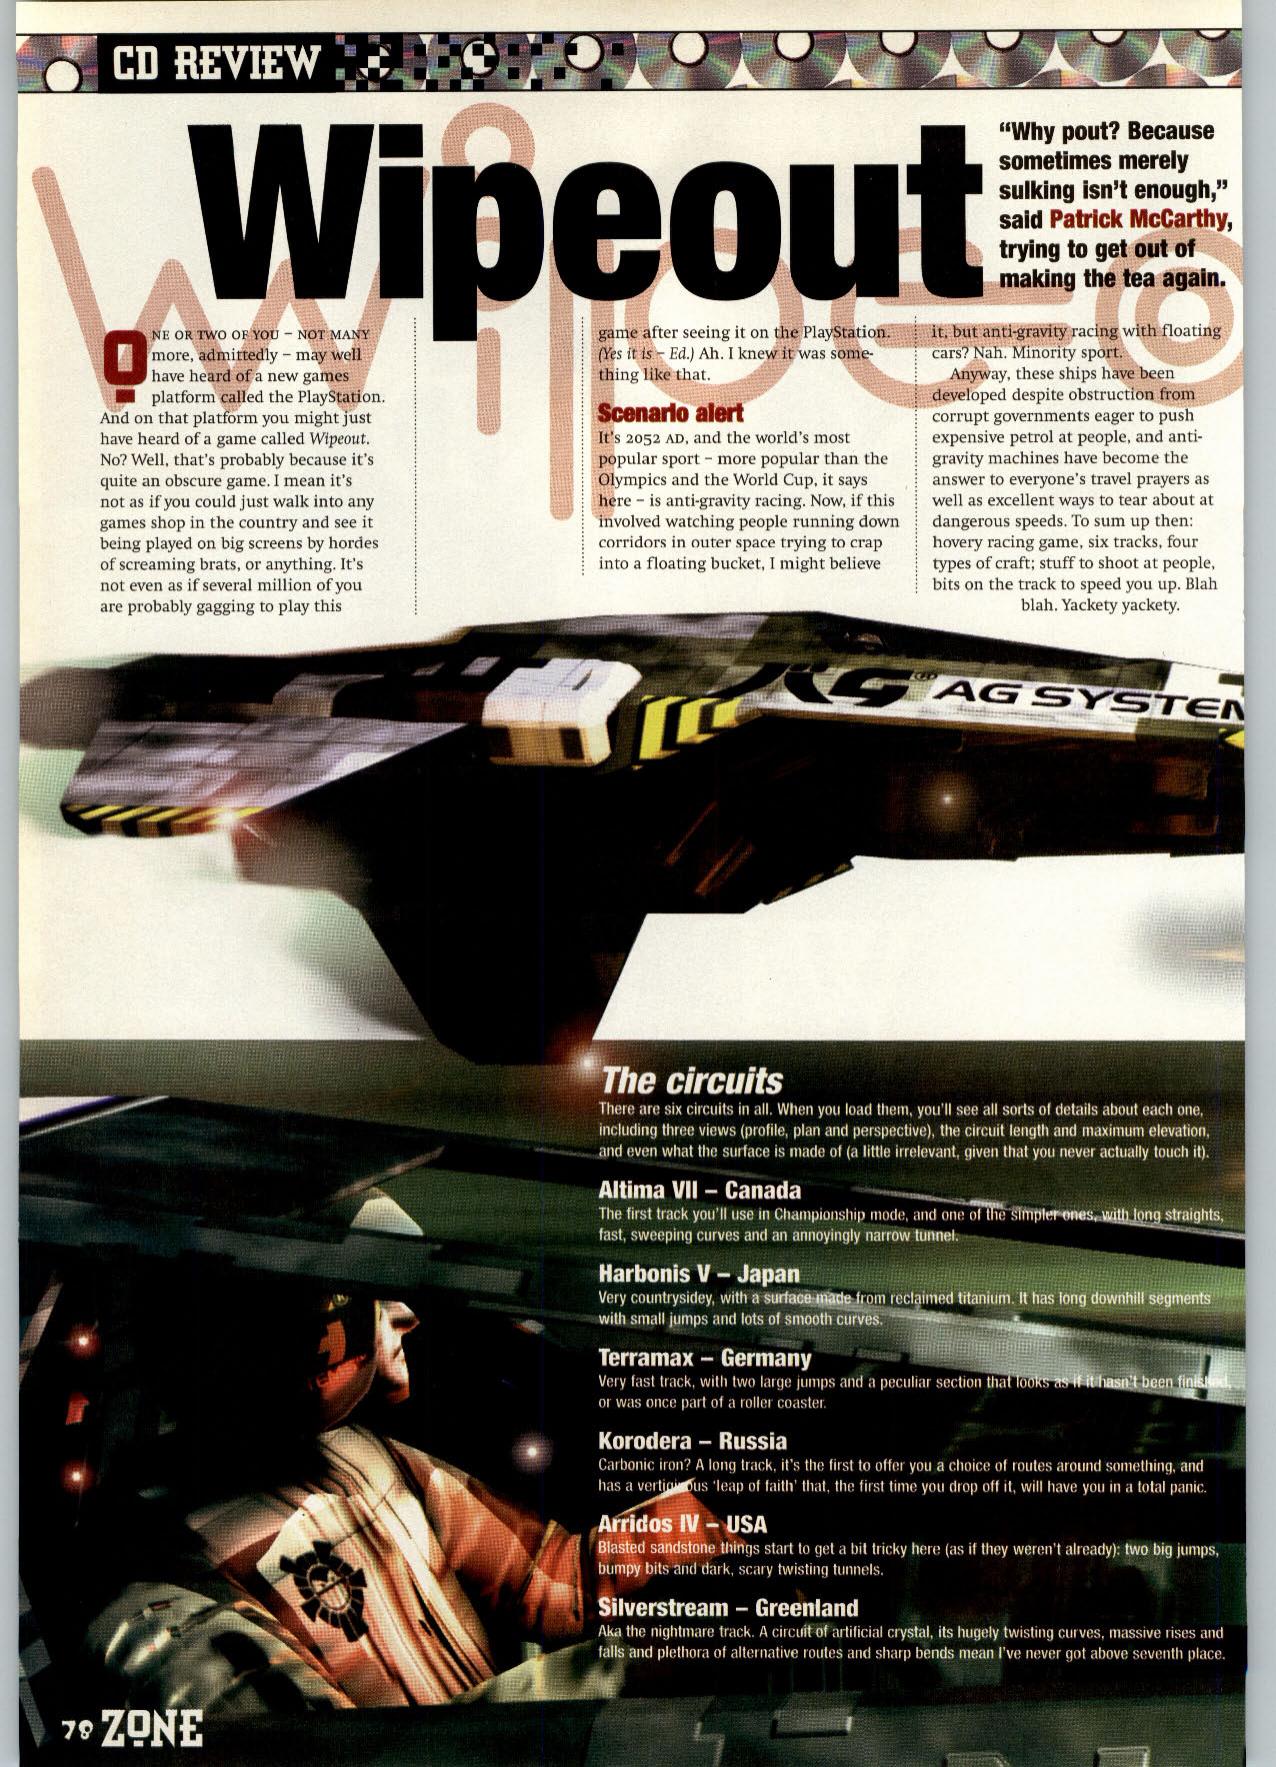 CD REVIEW
Wipeout
“Why pout? Because
sometimes merely
sulking isn’t enough,”
said Patrick McCarthy,
trying to get out of
making the tea again.
ONE OR TWO OF YOU – NOT MANY
more, admittedly – may well
have heard of a new games
platform called the PlayStation.
And on that platform you might just
have heard of a game called Wipeout.
No? Well, that’s probably because it’s
quite an obscure game. I mean it’s
not as if you could just walk into any
games shop in the country and see it
being played on big screens by hordes
of screaming brats, or anything. It’s
not even as if several million of you
are probably gagging to play this
game after seeing it on the PlayStation.
(Yes it is – Ed.) Ah. I knew it was some-
thing like that.
Scenario alert
It’s 2052 AD, and the world’s most
popular sport – more popular than the
Olympics and the World Cup, it says
here – is anti-gravity racing. Now, if this
involved watching people running down
corridors in outer space trying to crap
into a floating bucket, I might believe
it, but anti-gravity racing with floating
cars? Nah. Minority sport.
Anyway, these ships have been
developed despite obstruction from
corrupt governments eager to push
expensive petrol at people, and anti-
gravity machines have become the
answer to everyone’s travel prayers as
well as excellent ways to tear about at
dangerous speeds. To sum up then:
hovery racing game, six tracks, four
types of craft; stuff to shoot at people,
bits on the track to speed you up. Blah
blah. Yackety yackety.
AG SYSTEM
The circuits
There are six circuits in all. When you load them, you’ll see all sorts of details about each one,
including three views (profile, plan and perspective), the circuit length and maximum elevation,
and even what the surface is made of (a little irrelevant, given that you never actually touch it).
Altima VII – Canada
The first track you’ll use in Championship mode, and one of the simpler ones, with long straights,
fast, sweeping curves and an annoyingly narrow tunnel.
Harbonis V – Japan
Very countrysidey, with a surface made from reclaimed titanium. It has long downhill segments
with small jumps and lots of smooth curves.
Terramax – Germany
Very fast track, with two large jumps and a peculiar section that looks as if it hasn’t been finished,
or was once part of a roller coaster.
Korodera – Russia
Carbonic iron? A long track, it’s the first to offer you a choice of routes around something, and
has a vertiginous ‘leap of faith’ that, the first time you drop off it, will have you in a total panic.
Arridos IV – USA
Blasted sandstone things start to get a bit tricky here (as if they weren’t already): two big jumps,
bumpy bits and dark, scary twisting tunnels.
Silverstream – Greenland
Aka the nightmare track. A circuit of artificial crystal, its hugely twisting curves, massive rises and
falls and plethora of alternative routes and sharp bends mean I’ve never got above seventh place.
78 ZONE